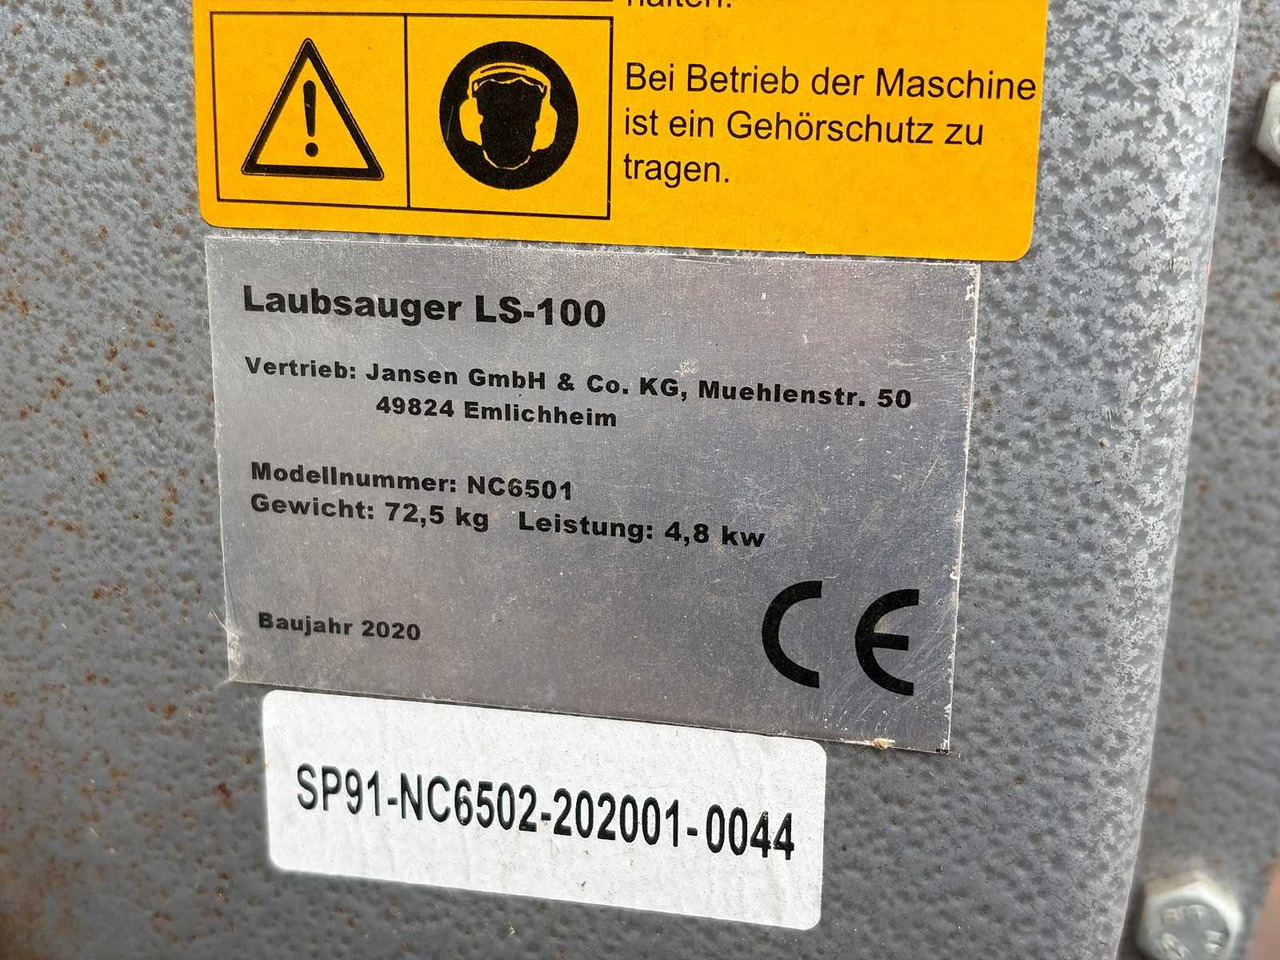 halten.
Bei Betrieb der Maschine
ist ein Gehörschutz zu
tragen.
Laubsauger LS-100
Vertrieb: Jansen GmbH & Co. KG, Muehlenstr. 50
49824 Emlichheim
Modellnummer: NC6501
Gewicht: 72,5 kg Leistung: 4,8 kw
Baujahr 2020
CE
SP91-NC6502-202001-0044